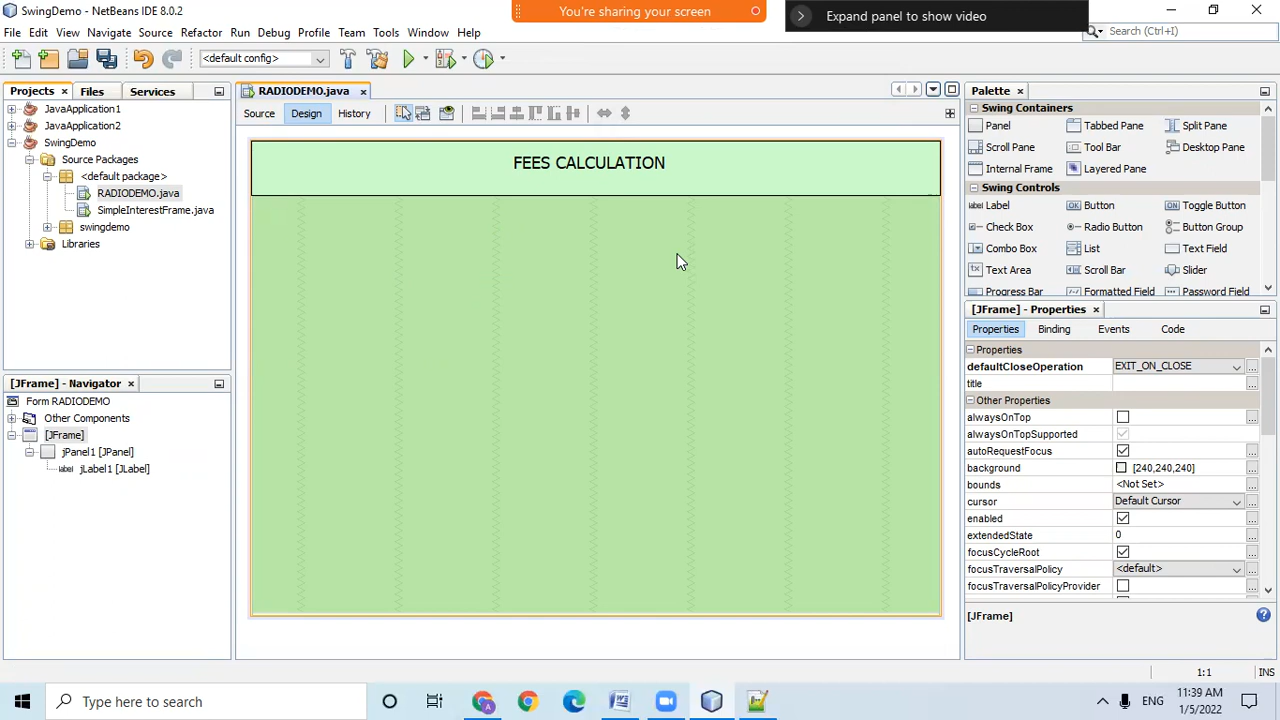 SwingDemo - NetBeans IDE 8.0.2
You're sharing your screen
Expand panel to show video
File Edit View Navigate Source Refactor Run Debug Profile Team Tools Window Help
Search (Ctrl+I)
<default config>
Projects Files Services
RADIODEMO.java
Palette
JavaApplication1
JavaApplication2
SwingDemo
Source Packages
<default package>
RADIODEMO.java
SimpleInterestFrame.java
swingdemo
Libraries
Source Design History
FEES CALCULATION
Swing Containers
Panel Tabbed Pane Split Pane
Scroll Pane Tool Bar Desktop Pane
Internal Frame Layered Pane
Swing Controls
Label Button Toggle Button
Check Box Radio Button Button Group
Combo Box List Text Field
Text Area Scroll Bar Slider
Progress Bar Formatted Field Password Field
[JFrame] - Navigator
Form RADIODEMO
Other Components
[JFrame]
jPanel1 [JPanel]
jLabel1 [JLabel]
[JFrame] - Properties
Properties Binding Events Code
Properties
defaultCloseOperation EXIT_ON_CLOSE
title
Other Properties
alwaysOnTop
alwaysOnTopSupported
autoRequestFocus
background [240,240,240]
bounds <Not Set>
cursor Default Cursor
enabled
extendedState 0
focusCycleRoot
focusTraversalPolicy <default>
focusTraversalPolicyProvider
[JFrame]
1:1 INS
Type here to search
ENG
11:39 AM
1/5/2022